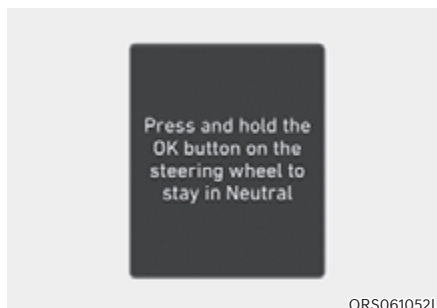 Press and hold the
OK button on the
steering wheel to
stay in Neutral
ORS061052L